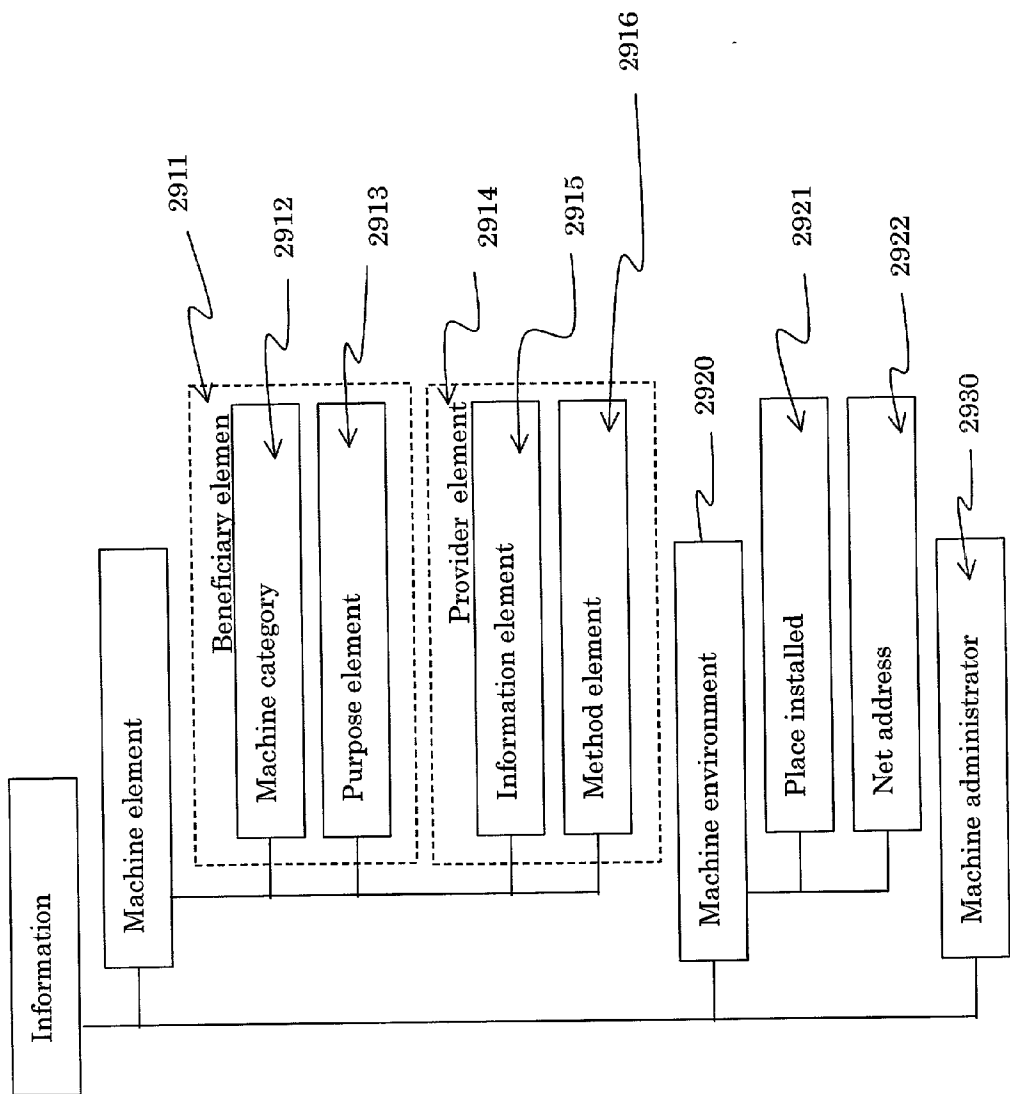 Information
Machine element
Beneficiary elemen
2911
Machine category
2912
Purpose element
2913
Provider element
2914
Information element
2915
Method element
2916
Machine environment
2920
Place installed
2921
Net address
2922
Machine administrator
2930